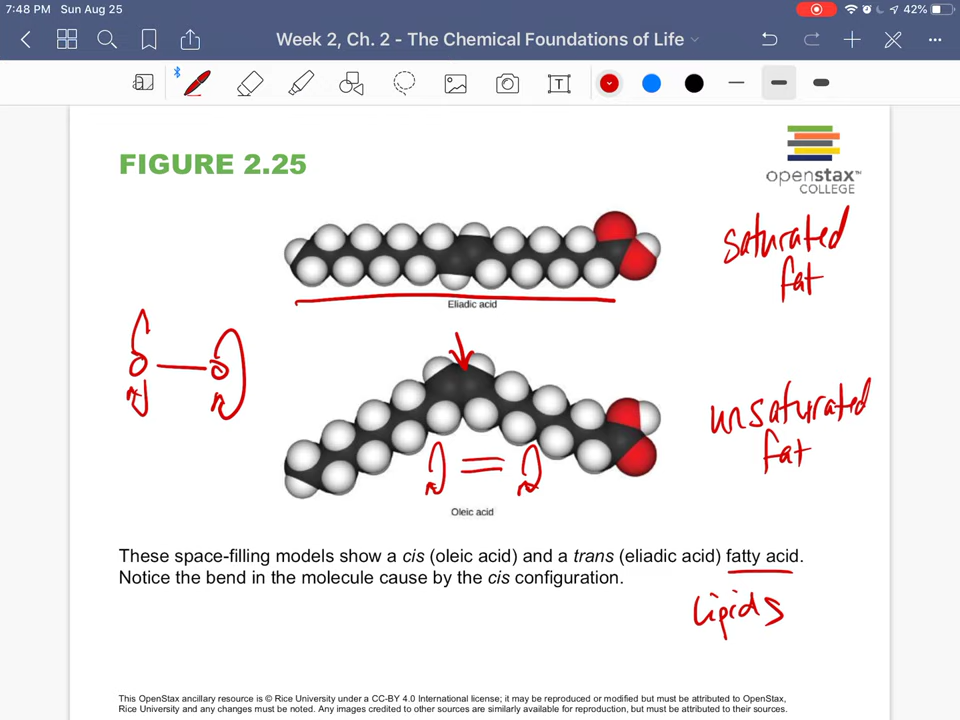 7:48 PM Sun Aug 25
42%
Week 2, Ch. 2 - The Chemical Foundations of Life
T
FIGURE 2.25
openstax™
COLLEGE
saturated
fat
Eliadic acid
unsaturated
fat
Oleic acid
These space-filling models show a cis (oleic acid) and a trans (eliadic acid) fatty acid.
Notice the bend in the molecule cause by the cis configuration.
lipids
This OpenStax ancillary resource is © Rice University under a CC-BY 4.0 International license; it may be reproduced or modified but must be attributed to OpenStax,
Rice University and any changes must be noted. Any images credited to other sources are similarly available for reproduction, but must be attributed to their sources.